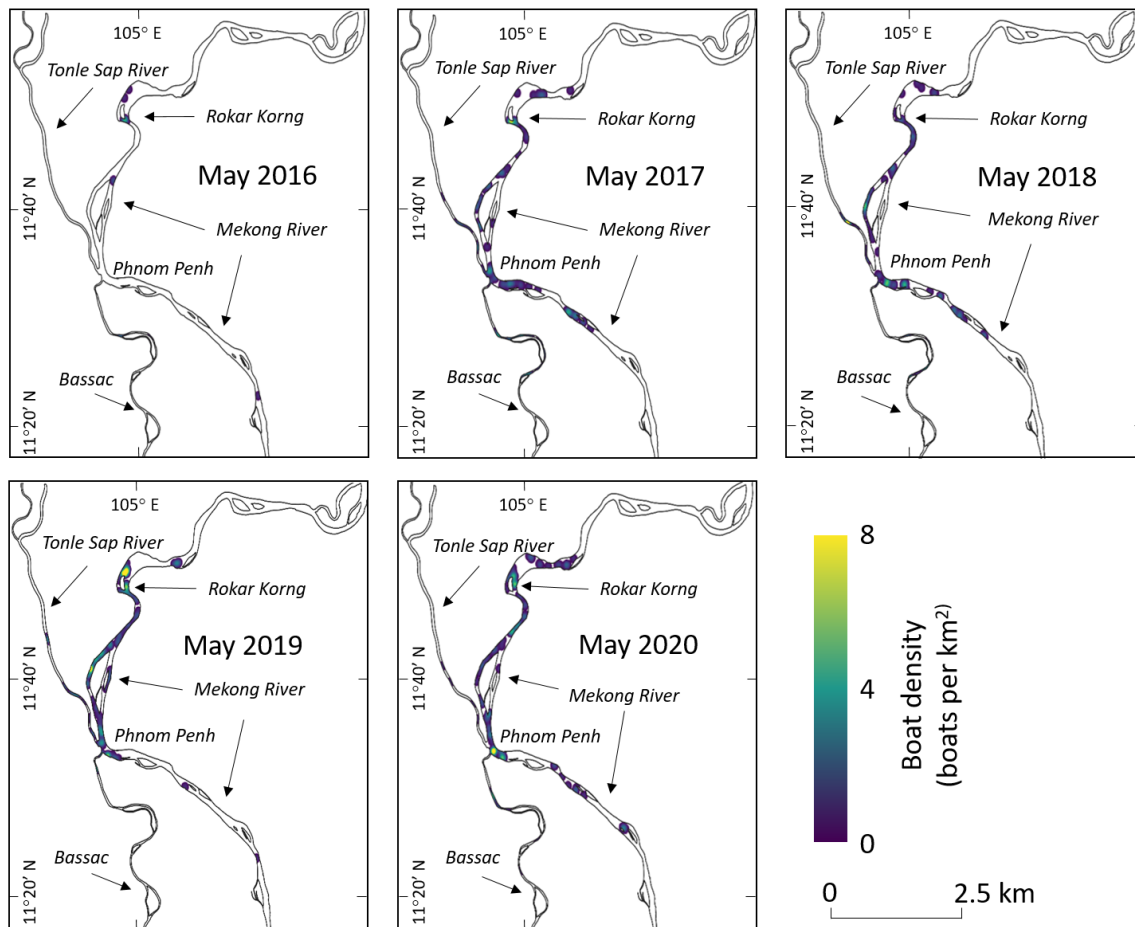 105° E
Tonle Sap River
Rokar Korng
May 2016
11°40′ N
Mekong River
Phnom Penh
Bassac
11°20′ N
105° E
Tonle Sap River
Rokar Korng
May 2017
11°40′ N
Mekong River
Phnom Penh
Bassac
11°20′ N
105° E
Tonle Sap River
Rokar Korng
May 2018
11°40′ N
Mekong River
Phnom Penh
Bassac
11°20′ N
105° E
Tonle Sap River
Rokar Korng
May 2019
11°40′ N
Mekong River
Phnom Penh
Bassac
11°20′ N
105° E
Tonle Sap River
Rokar Korng
May 2020
11°40′ N
Mekong River
Phnom Penh
Bassac
11°20′ N
8
4
0
Boat density
(boats per km²)
0 2.5 km